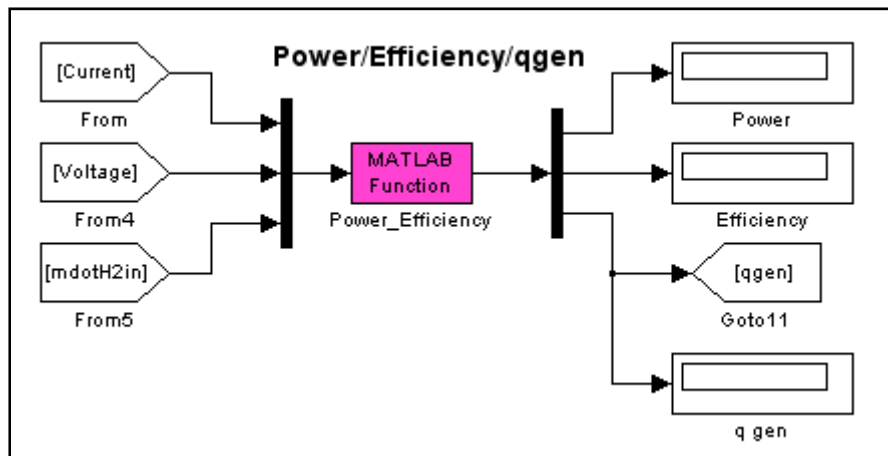 Power/Efficiency/qgen
[Current]
From
[Voltage]
From4
[mdotH2in]
From5
MATLAB
Function
Power_Efficiency
Power
Efficiency
[qgen]
Goto11
q gen